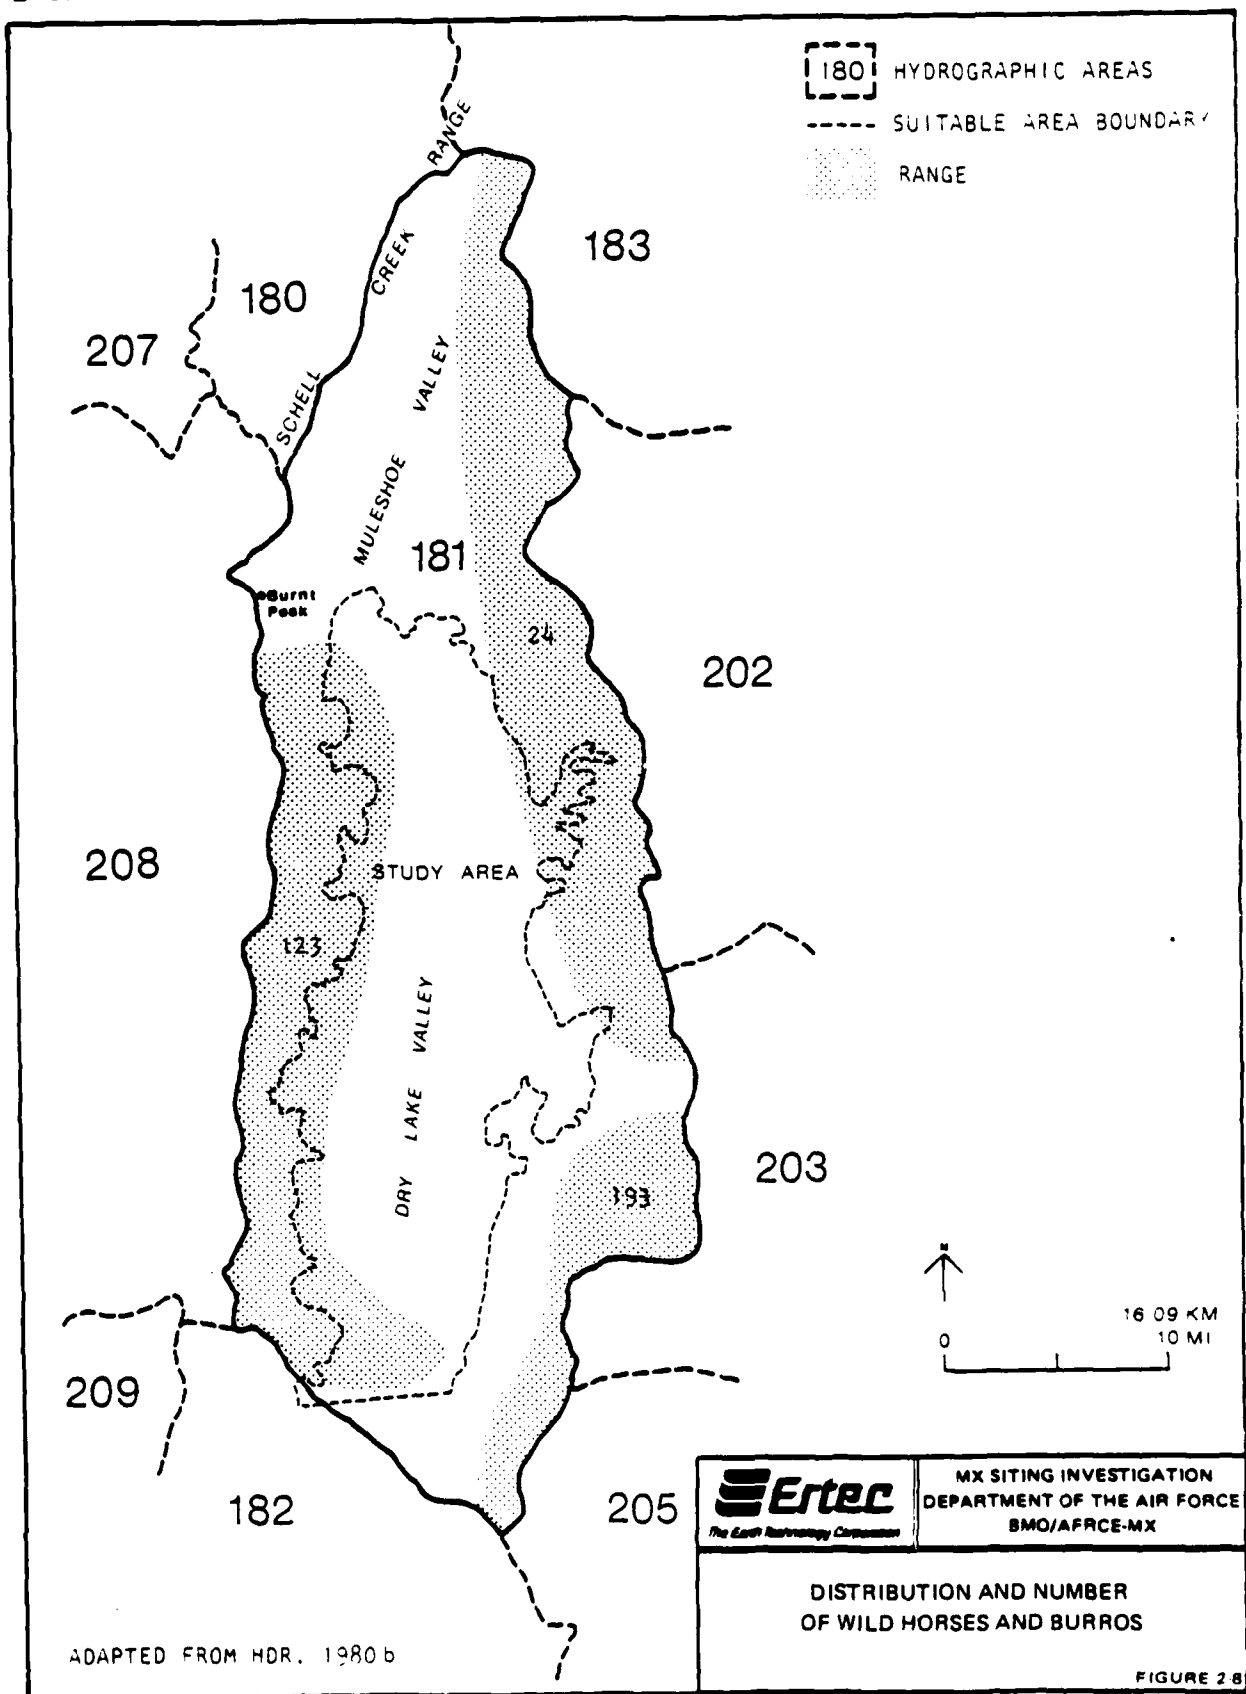 180 HYDROGRAPHIC AREAS
SUITABLE AREA BOUNDARY
RANGE
SCHELL CREEK RANGE
183
180
207
MULESHOE VALLEY
181
Burnt
Peak
24
202
208
STUDY AREA
123
DRY LAKE VALLEY
203
193
N
16 09 KM
0 10 MI
209
182
205
Ertec
The Earth Technology Corporation
MX SITING INVESTIGATION
DEPARTMENT OF THE AIR FORCE
BMO/AFRCE-MX
DISTRIBUTION AND NUMBER
OF WILD HORSES AND BURROS
ADAPTED FROM HDR. 1980b
FIGURE 2-8